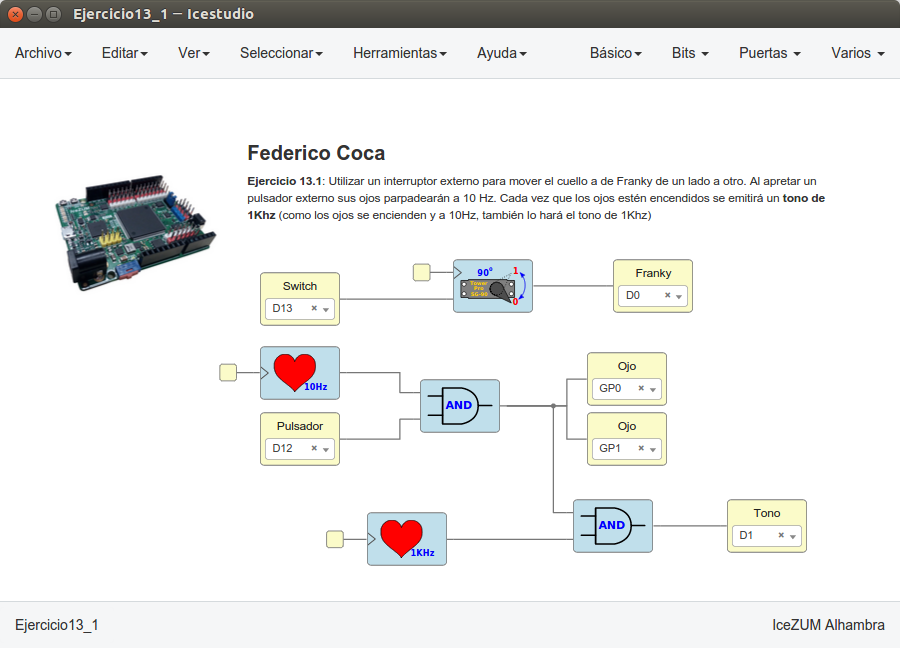 Ejercicio13_1 – Icestudio
Archivo Editar Ver Seleccionar Herramientas Ayuda Básico Bits Puertas Varios
Federico Coca
Ejercicio 13.1: Utilizar un interruptor externo para mover el cuello a de Franky de un lado a otro. Al apretar un
pulsador externo sus ojos parpadearán a 10 Hz. Cada vez que los ojos estén encendidos se emitirá un tono de
1Khz (como los ojos se encienden y a 10Hz, también lo hará el tono de 1Khz)
Switch
D13
90º
1
Tower
Pro
SG-90
0
Franky
D0
10Hz
Pulsador
D12
AND
Ojo
GP0
Ojo
GP1
1KHz
AND
Tono
D1
Ejercicio13_1
IceZUM Alhambra